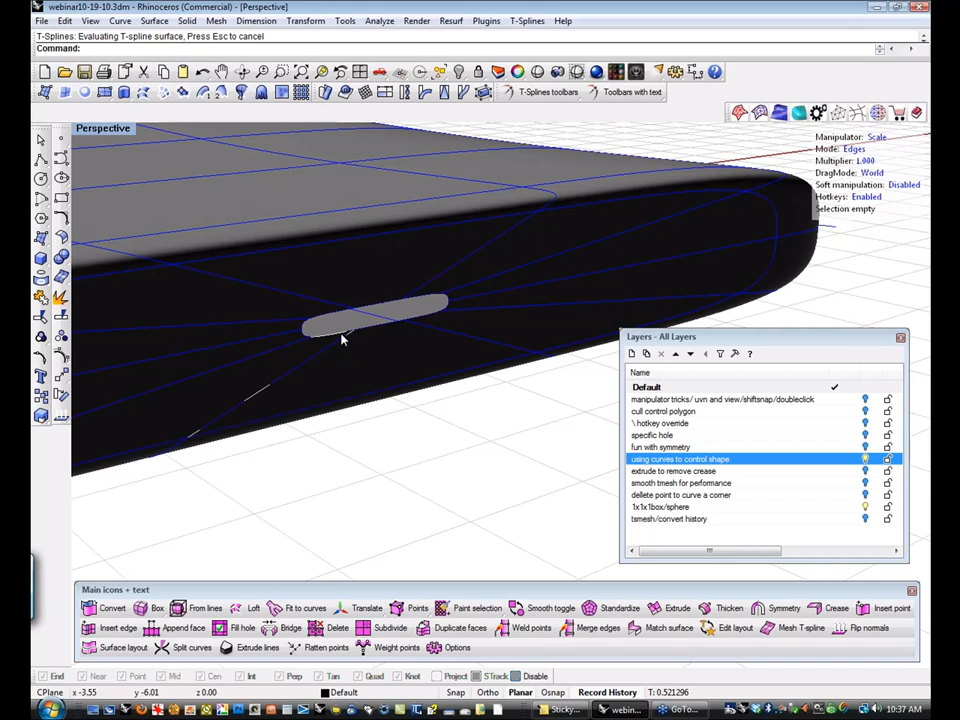 webinar10-19-10.3dm - Rhinoceros (Commercial) - [Perspective]
File Edit View Curve Surface Solid Mesh Dimension Transform Tools Analyze Render Resurf Plugins T-Splines Help
T-Splines: Evaluating T-spline surface, Press Esc to cancel
Command:
T-Splines toolbars Toolbars with text
Perspective
Manipulator: Scale
Mode: Edges
Multiplier: 1.000
DragMode: World
Soft manipulation: Disabled
Hotkeys: Enabled
Selection empty
Layers - All Layers
Name
Default
manipulator tricks/ uvn and view/shiftsnap/doubleclick
cull control polygon
\ hotkey override
specific hole
fun with symmetry
using curves to control shape
extrude to remove crease
smooth tmesh for performance
dellete point to curve a corner
1x1x1box/sphere
tsmesh/convert history
Main icons + text
Convert Box From lines Loft Fit to curves Translate Points Paint selection Smooth toggle Standardize Extrude Thicken Symmetry Crease Insert point
Insert edge Append face Fill hole Bridge Delete Subdivide Duplicate faces Weld points Merge edges Match surface Edit layout Mesh T-spline Flip normals
Surface layout Split curves Extrude lines Flatten points Weight points Options
End Near Point Mid Cen Int Perp Tan Quad Knot Project STrack Disable
CPlane x -3.55 y -6.01 z 0.00 Default Snap Ortho Planar Osnap Record History T:0.521296
Sticky... webin... GoTo... 10:37 AM